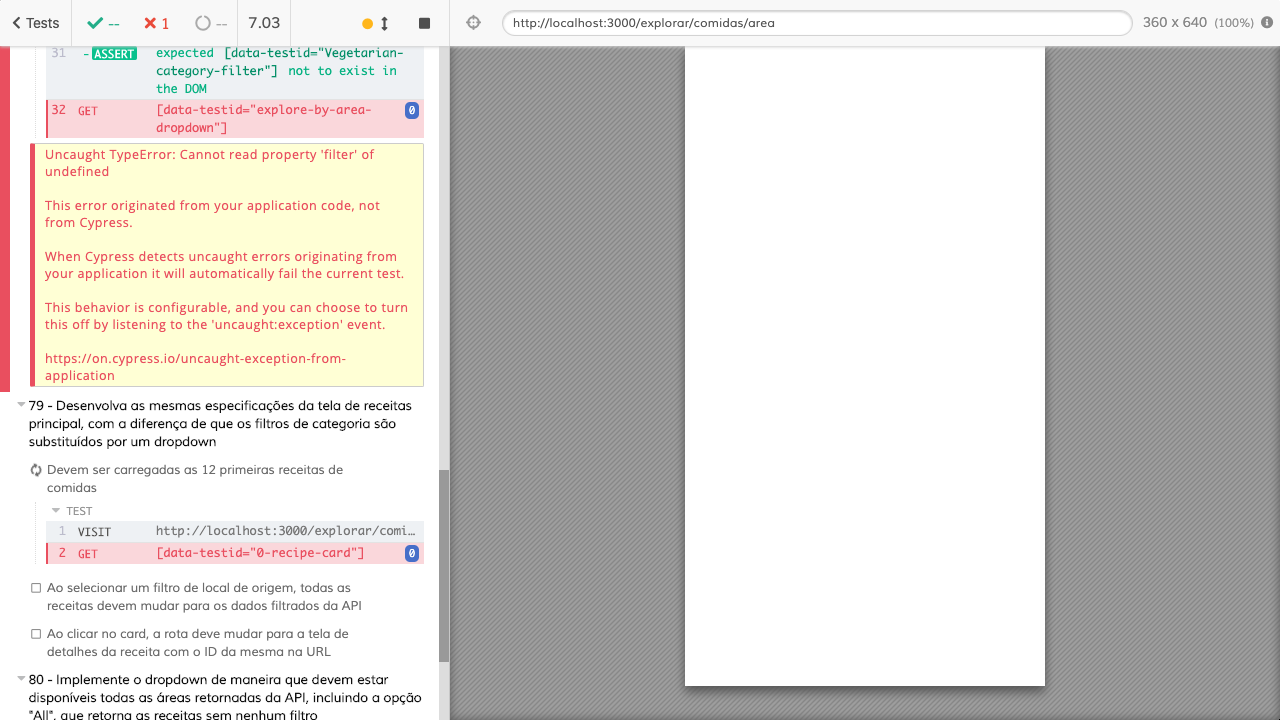 Tests
--
1
--
7.03
http://localhost:3000/explorar/comidas/area
360 x 640 (100%)
31 -ASSERT expected [data-testid="Vegetarian-
category-filter"] not to exist in
the DOM
32 GET [data-testid="explore-by-area-
dropdown"] 0
Uncaught TypeError: Cannot read property 'filter' of
undefined
This error originated from your application code, not
from Cypress.
When Cypress detects uncaught errors originating from
your application it will automatically fail the current test.
This behavior is configurable, and you can choose to turn
this off by listening to the 'uncaught:exception' event.
https://on.cypress.io/uncaught-exception-from-
application
79 - Desenvolva as mesmas especificações da tela de receitas
principal, com a diferença de que os filtros de categoria são
substituídos por um dropdown
Devem ser carregadas as 12 primeiras receitas de
comidas
TEST
1 VISIT http://localhost:3000/explorar/comi...
2 GET [data-testid="0-recipe-card"] 0
Ao selecionar um filtro de local de origem, todas as
receitas devem mudar para os dados filtrados da API
Ao clicar no card, a rota deve mudar para a tela de
detalhes da receita com o ID da mesma na URL
80 - Implemente o dropdown de maneira que devem estar
disponíveis todas as áreas retornadas da API, incluindo a opção
"All", que retorna as receitas sem nenhum filtro